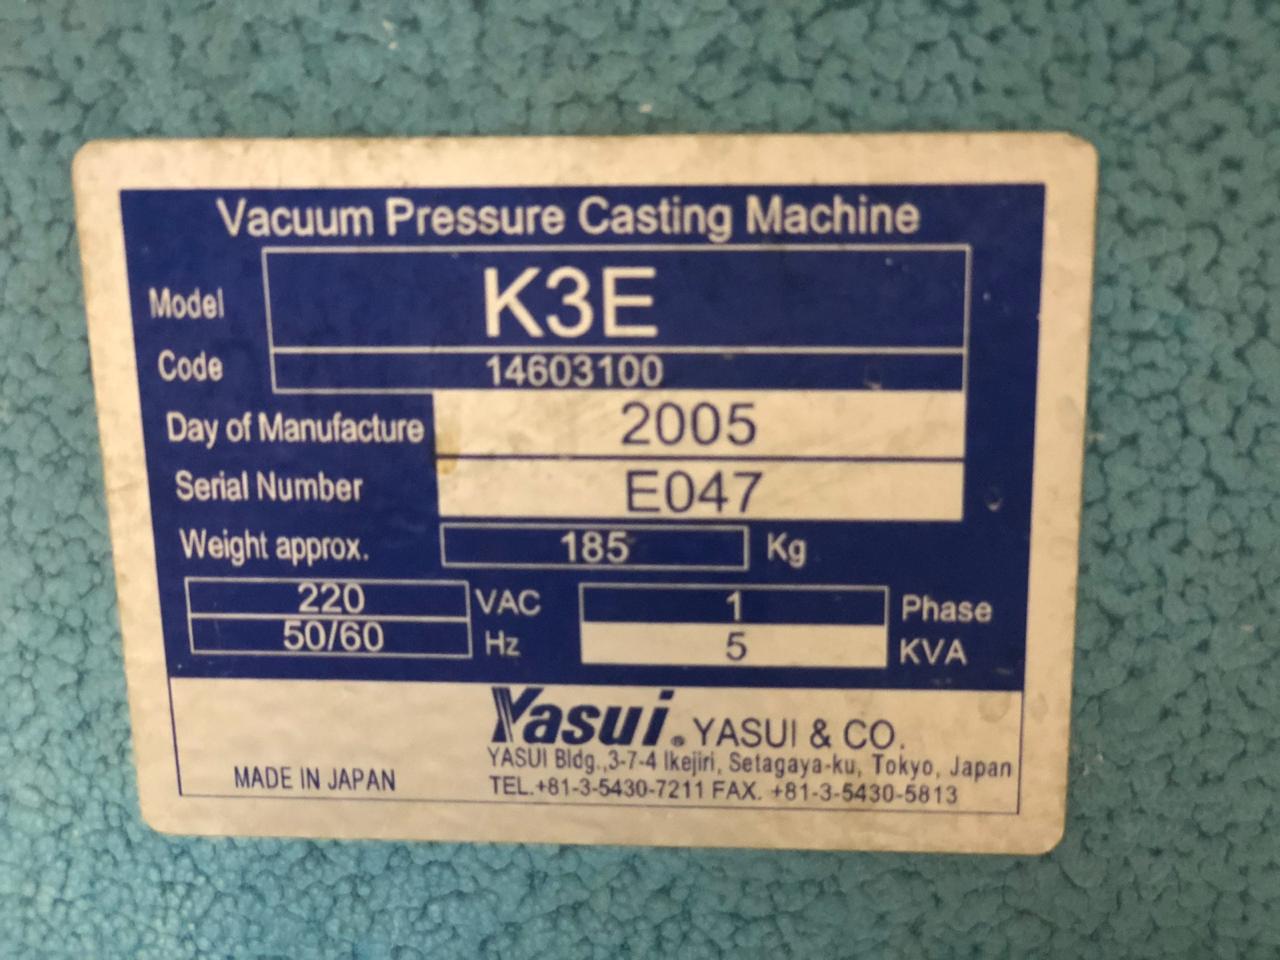 Vacuum Pressure Casting Machine
Model K3E
Code 14603100
Day of Manufacture 2005
Serial Number E047
Weight approx. 185 Kg
220 VAC 1 Phase
50/60 Hz 5 KVA
Yasui. YASUI & CO.
YASUI Bldg.,3-7-4 Ikejiri, Setagaya-ku, Tokyo, Japan
MADE IN JAPAN TEL.+81-3-5430-7211 FAX. +81-3-5430-5813